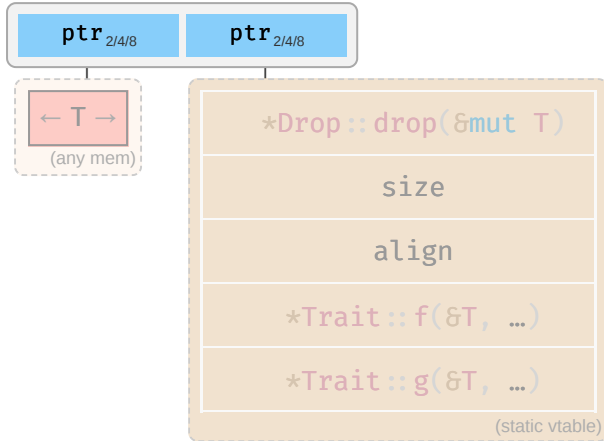 ptr2/4/8 ptr2/4/8
← T →
(any mem)
*Drop::drop(&mut T)
size
align
*Trait::f(&T, …)
*Trait::g(&T, …)
(static vtable)